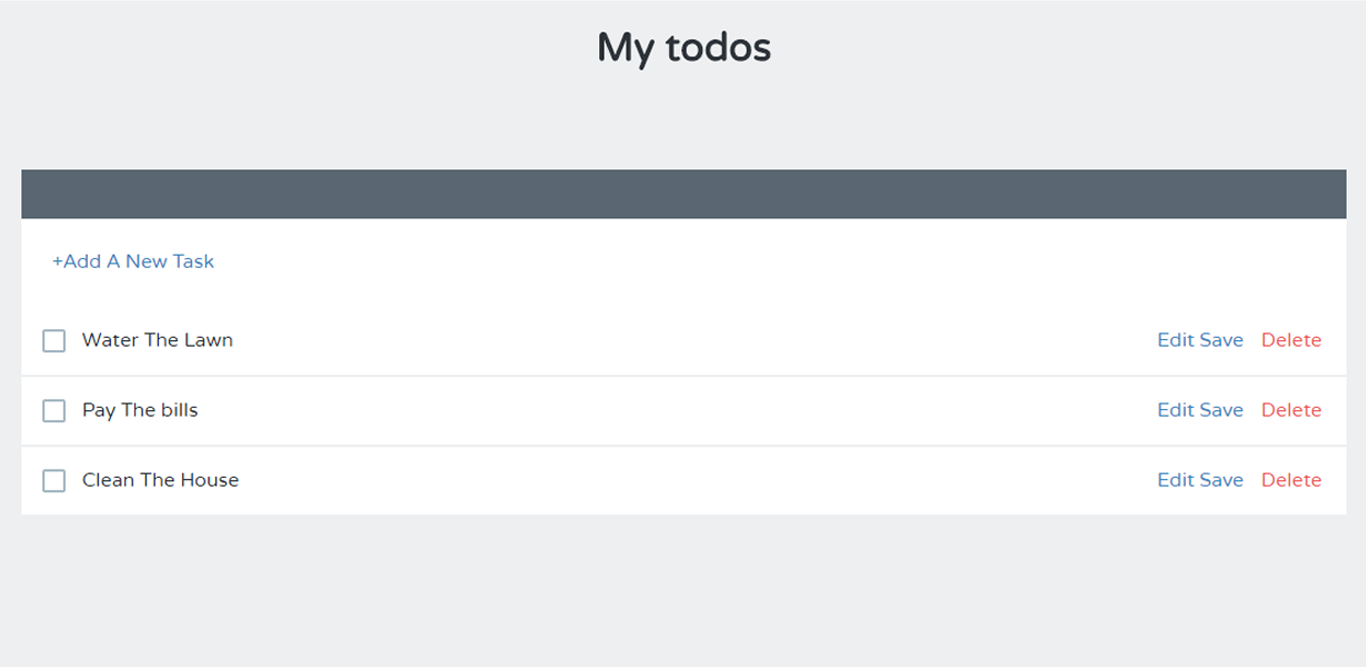 My todos
+Add A New Task
Water The Lawn Edit Save Delete
Pay The bills Edit Save Delete
Clean The House Edit Save Delete